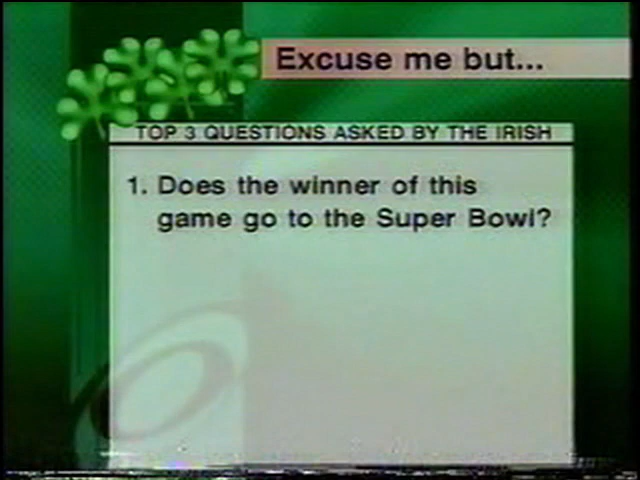 Excuse me but...
TOP 3 QUESTIONS ASKED BY THE IRISH
1. Does the winner of this
game go to the Super Bowl?